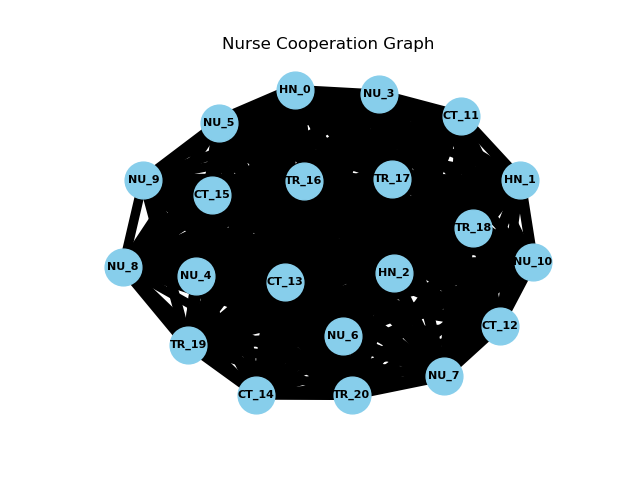 Nurse Cooperation Graph
HN_0
NU_3
CT_11
NU_5
NU_9
TR_16
TR_17
HN_1
CT_15
TR_18
NU_10
NU_8
NU_4
CT_13
HN_2
CT_12
NU_6
TR_19
NU_7
CT_14
TR_20